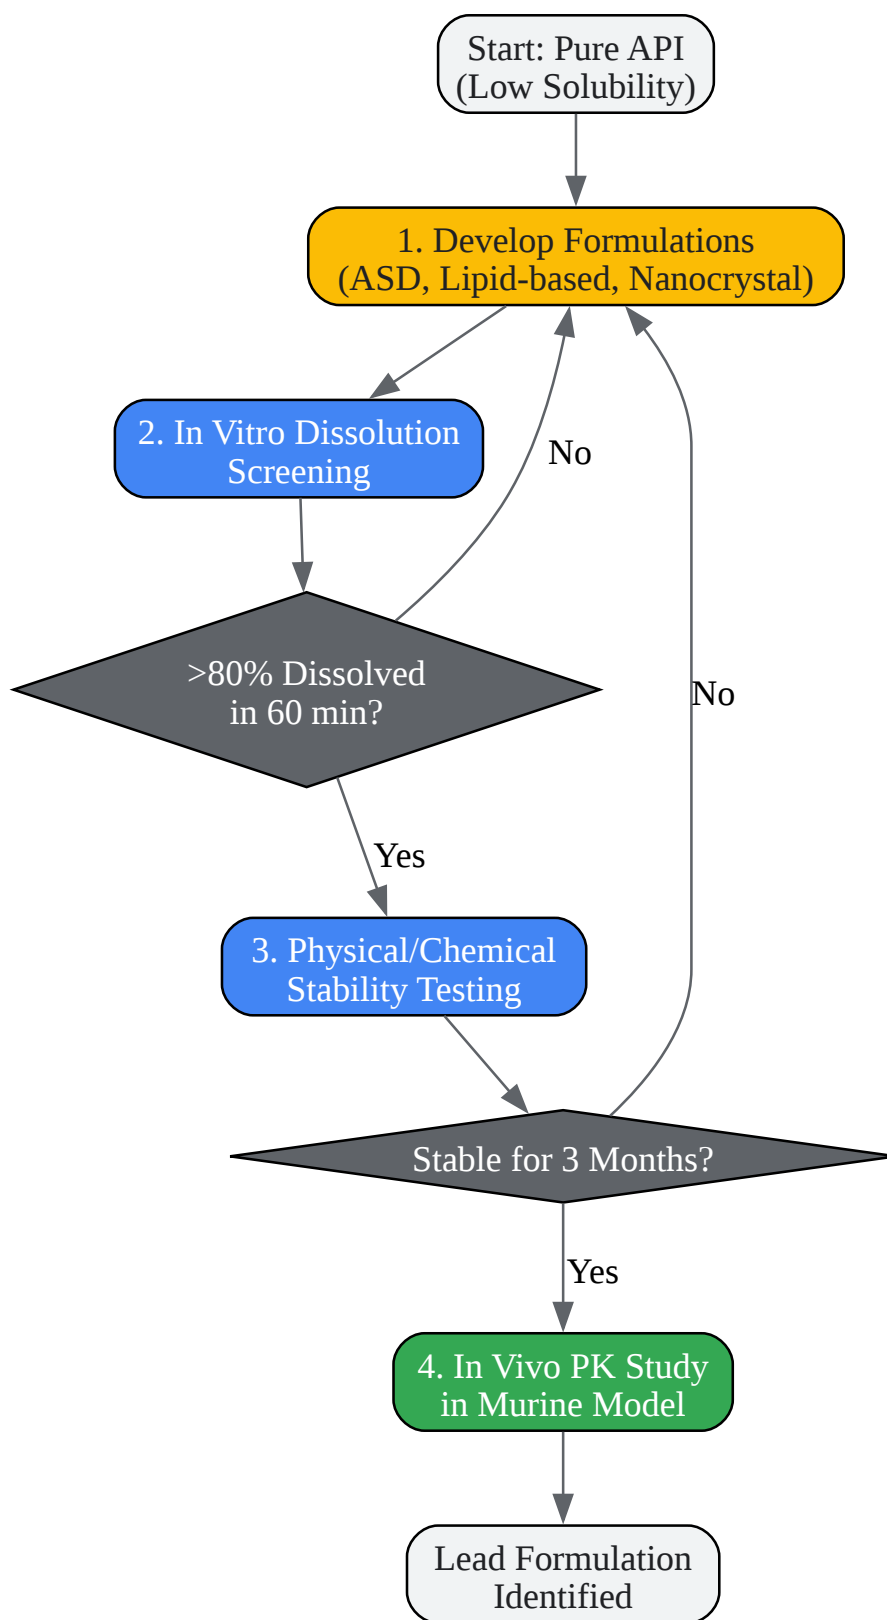 Start: Pure API
(Low Solubility)
1. Develop Formulations
(ASD, Lipid-based, Nanocrystal)
2. In Vitro Dissolution
Screening
No
>80% Dissolved
in 60 min?
No
Yes
3. Physical/Chemical
Stability Testing
Stable for 3 Months?
Yes
4. In Vivo PK Study
in Murine Model
Lead Formulation
Identified